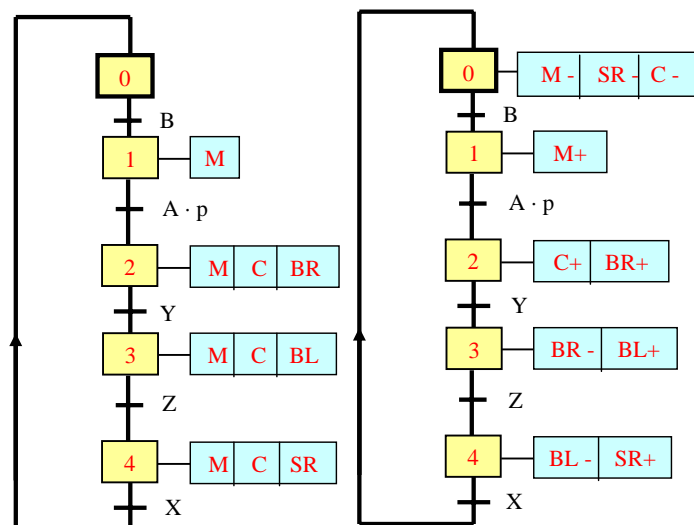 0
B
1 M
A · p
2 M C BR
Y
3 M C BL
Z
4 M C SR
X
0 M - SR - C -
B
1 M+
A · p
2 C+ BR+
Y
3 BR - BL+
Z
4 BL - SR+
X